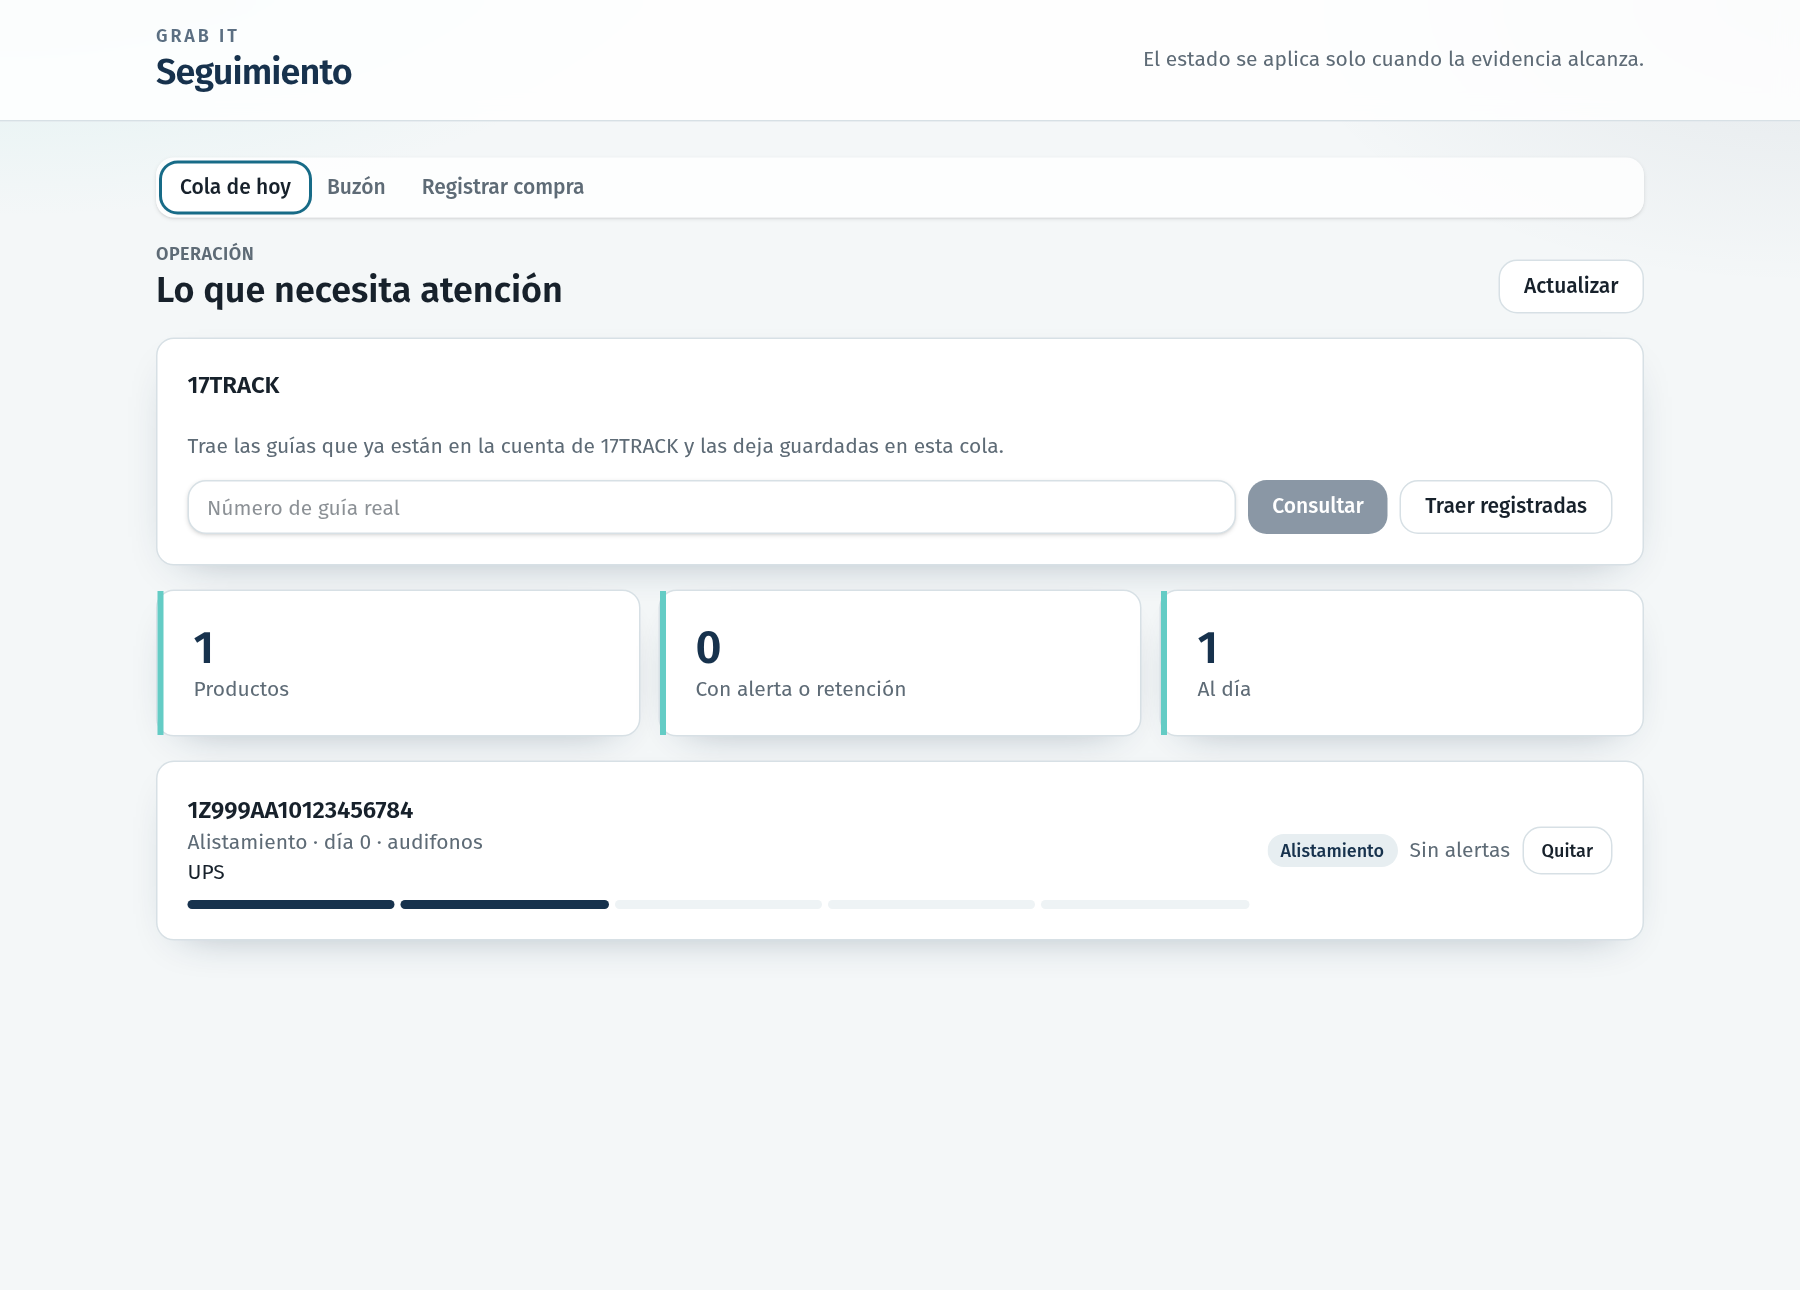 GRAB IT
Seguimiento
El estado se aplica solo cuando la evidencia alcanza.
Cola de hoy
Buzón
Registrar compra
OPERACIÓN
Lo que necesita atención
Actualizar
17TRACK
Trae las guías que ya están en la cuenta de 17TRACK y las deja guardadas en esta cola.
Número de guía real
Consultar
Traer registradas
1
Productos
0
Con alerta o retención
1
Al día
1Z999AA10123456784
Alistamiento · día 0 · audifonos
UPS
Alistamiento
Sin alertas
Quitar